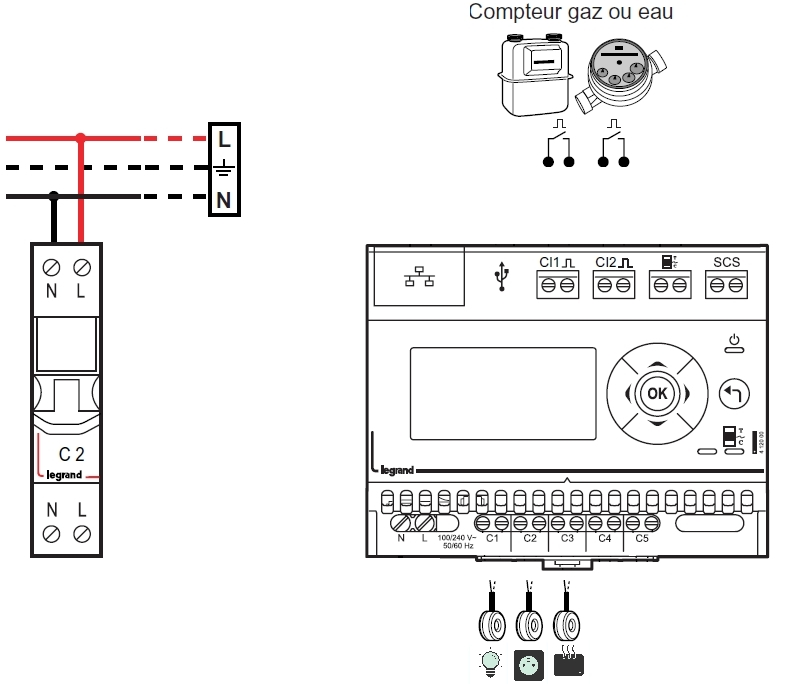 Compteur gaz ou eau
L
N
N L
C 2
legrand
N L
CI1 CI2 SCS
OK
legrand
N L 100/240 V~
50/60 Hz
C1 C2 C3 C4 C5